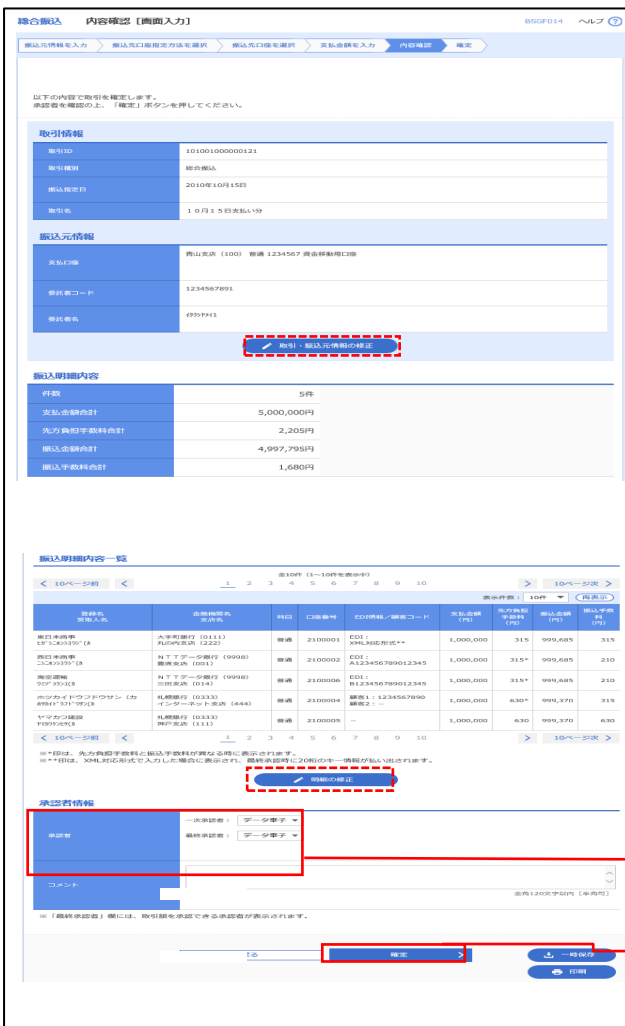 総合振込 内容確認 [画面入力] BSGF014 ヘルプ ?
振込元情報を入力 振込先口座指定方法を選択 振込先口座を選択 支払金額を入力 内容確認 確定
以下の内容で取引を確定します。
承認者を確認の上、「確定」ボタンを押してください。
取引情報
取引ID 101001000000121
取引種別 総合振込
振込指定日 2010年10月15日
取引名 10月15日支払い分
振込元情報
支払口座 青山支店 (100) 普通 1234567 資金移動用口座
委託者コード 1234567891
委託者名
取引・振込元情報の修正
振込明細内容
件数 5件
支払金額合計 5,000,000円
先方負担手数料合計 2,205円
振込金額合計 4,997,795円
振込手数料合計 1,680円
振込明細内容一覧
全10件 (1~10件を表示中)
< 10ページ前 < 1 2 3 4 5 6 7 8 9 10 > 10ページ次 >
表示件数: 10件 再表示
登録名 受取人名 金融機関名 支店名 科目 口座番号 EDI情報/顧客コード 支払金額 (円) 先方負担手数料 (円) 振込金額 (円) 振込手数料 (円)
東日本商事 大手町銀行 (0111) 丸の内支店 (222) 普通 2100001 EDI: XML対応形式** 1,000,000 315 999,685 315
西日本商事 NTTデータ銀行 (9998) 豊洲支店 (001) 普通 2100002 EDI: A123456789012345 1,000,000 315* 999,685 210
海空運輸 NTTデータ銀行 (9998) 三田支店 (014) 普通 2100006 EDI: B123456789012345 1,000,000 315* 999,685 210
ホツカイドウフドウサン (カ 札幌銀行 (0333) インターネット支店 (444) 普通 2100004 顧客1:1234567890 顧客2:- 1,000,000 630* 999,370 315
ヤマカワ建設 札幌銀行 (0333) 神戸支店 (111) 普通 2100005 - 1,000,000 630 999,370 630
< 10ページ前 < 1 2 3 4 5 6 7 8 9 10 > 10ページ次 >
※*印は、先方負担手数料と振込手数料が異なる時に表示されます。
※**印は、XML対応形式で入力した場合に表示され、最終承認時に20桁のキー情報が払い出されます。
明細の修正
承認者情報
承認者 一次承認者: データ幸子
最終承認者: データ幸子
コメント
全角120文字以内 [半角可]
※「最終承認者」欄には、取引額を承認できる承認者が表示されます。
る 確定 > 一時保存
印刷